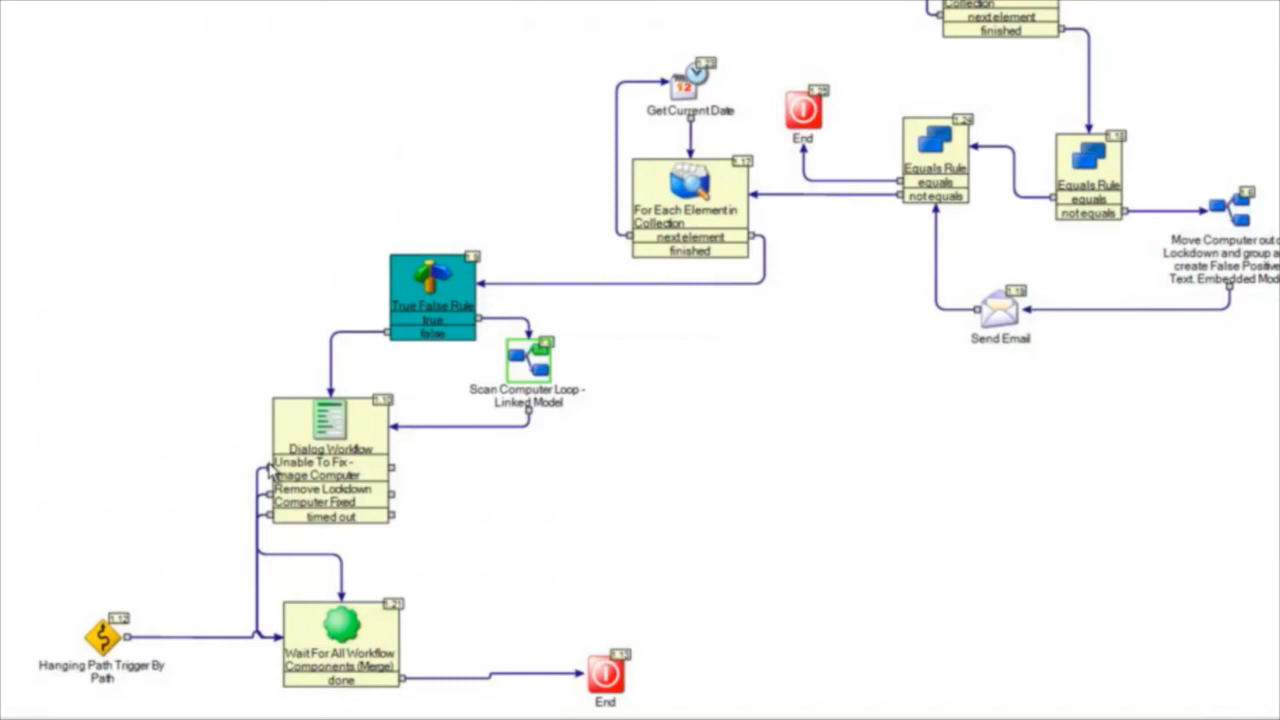 Collection
next element
finished
Get Current Date
12
End
Equals Rule
equals
not equals
Equals Rule
equals
not equals
For Each Element in
Collection
next element
finished
Move Computer out o
Lockdown and group a
create False Positive
Text. Embedded Mod
Send Email
True False Rule
true
false
Scan Computer Loop -
Linked Model
Dialog Workflow
Unable To Fix -
Image Computer
Remove Lockdown
Computer Fixed
timed out
Hanging Path Trigger By
Path
Wait For All Workflow
Components (Merge)
done
End